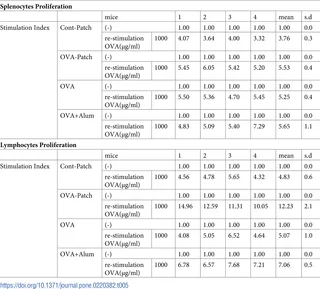 Splenocytes Proliferation
mice 1 2 3 4 mean s.d
Stimulation Index Cont-Patch (-) 1.00 1.00 1.00 1.00 1.00 0.0
re-stimulation OVA(μg/ml) 1000 4.07 3.64 4.00 3.32 3.76 0.3
OVA-Patch (-) 1.00 1.00 1.00 1.00 1.00 0.0
re-stimulation OVA(μg/ml) 1000 5.45 6.05 5.42 5.20 5.53 0.4
OVA (-) 1.00 1.00 1.00 1.00 1.00 0.0
re-stimulation OVA(μg/ml) 1000 5.50 5.36 4.70 5.45 5.25 0.4
OVA+Alum (-) 1.00 1.00 1.00 1.00 1.00 0.0
re-stimulation OVA(μg/ml) 1000 4.83 5.09 5.40 7.29 5.65 1.1
Lymphocytes Proliferation
mice 1 2 3 4 mean s.d
Stimulation Index Cont-Patch (-) 1.00 1.00 1.00 1.00 1.00 0.0
re-stimulation OVA(μg/ml) 1000 4.56 4.78 5.65 4.32 4.83 0.6
OVA-Patch (-) 1.00 1.00 1.00 1.00 1.00 0.0
re-stimulation OVA(μg/ml) 1000 14.96 12.59 11.31 10.05 12.23 2.1
OVA (-) 1.00 1.00 1.00 1.00 1.00 0.0
re-stimulation OVA(μg/ml) 1000 4.08 5.05 6.52 4.64 5.07 1.0
OVA+Alum (-) 1.00 1.00 1.00 1.00 1.00 0.0
re-stimulation OVA(μg/ml) 1000 6.78 6.57 7.68 7.21 7.06 0.5
https://doi.org/10.1371/journal.pone.0220382.t005